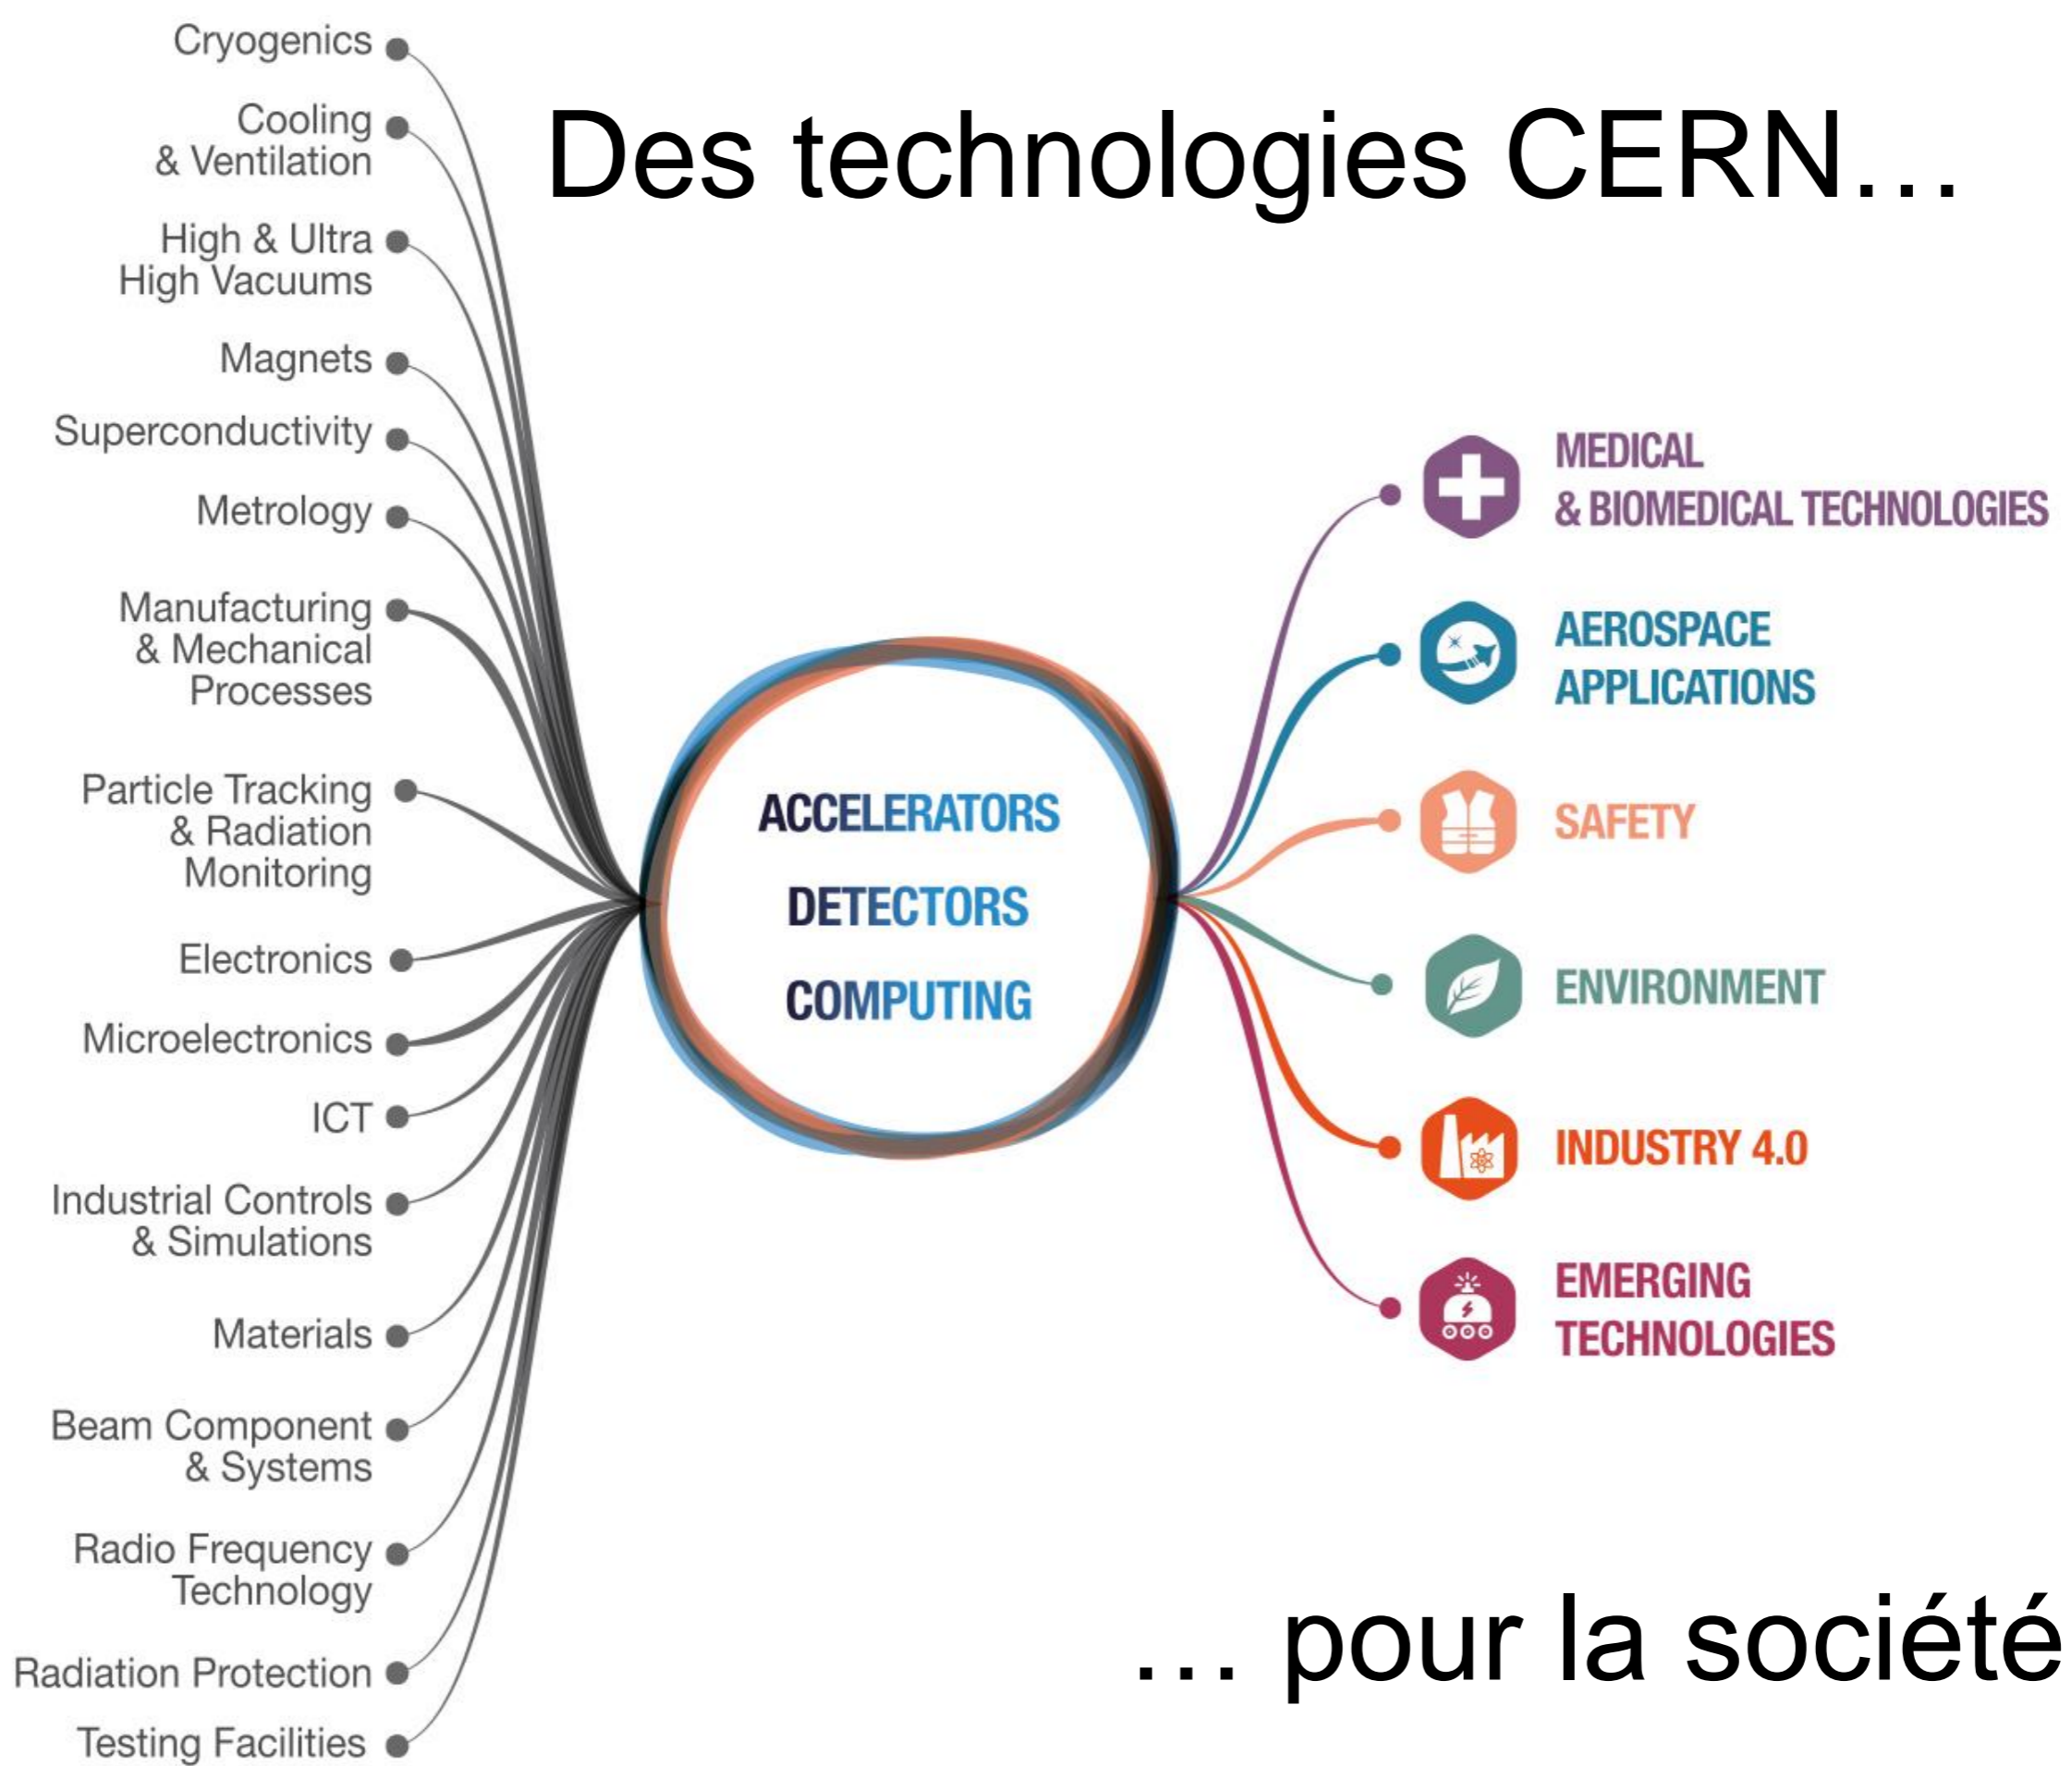 Des technologies CERN…
Cryogenics
Cooling
& Ventilation
High & Ultra
High Vacuums
Magnets
Superconductivity
Metrology
Manufacturing
& Mechanical
Processes
Particle Tracking
& Radiation
Monitoring
Electronics
Microelectronics
ICT
Industrial Controls
& Simulations
Materials
Beam Component
& Systems
Radio Frequency
Technology
Radiation Protection
Testing Facilities
ACCELERATORS
DETECTORS
COMPUTING
MEDICAL
& BIOMEDICAL TECHNOLOGIES
AEROSPACE
APPLICATIONS
SAFETY
ENVIRONMENT
INDUSTRY 4.0
EMERGING
TECHNOLOGIES
… pour la société